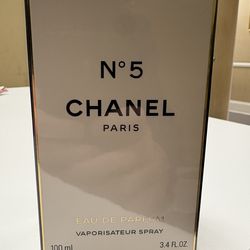 N°5
CHANEL
PARIS
EAU DE PARFUM
VAPORISATEUR SPRAY
100 ml 3.4 FL.OZ.